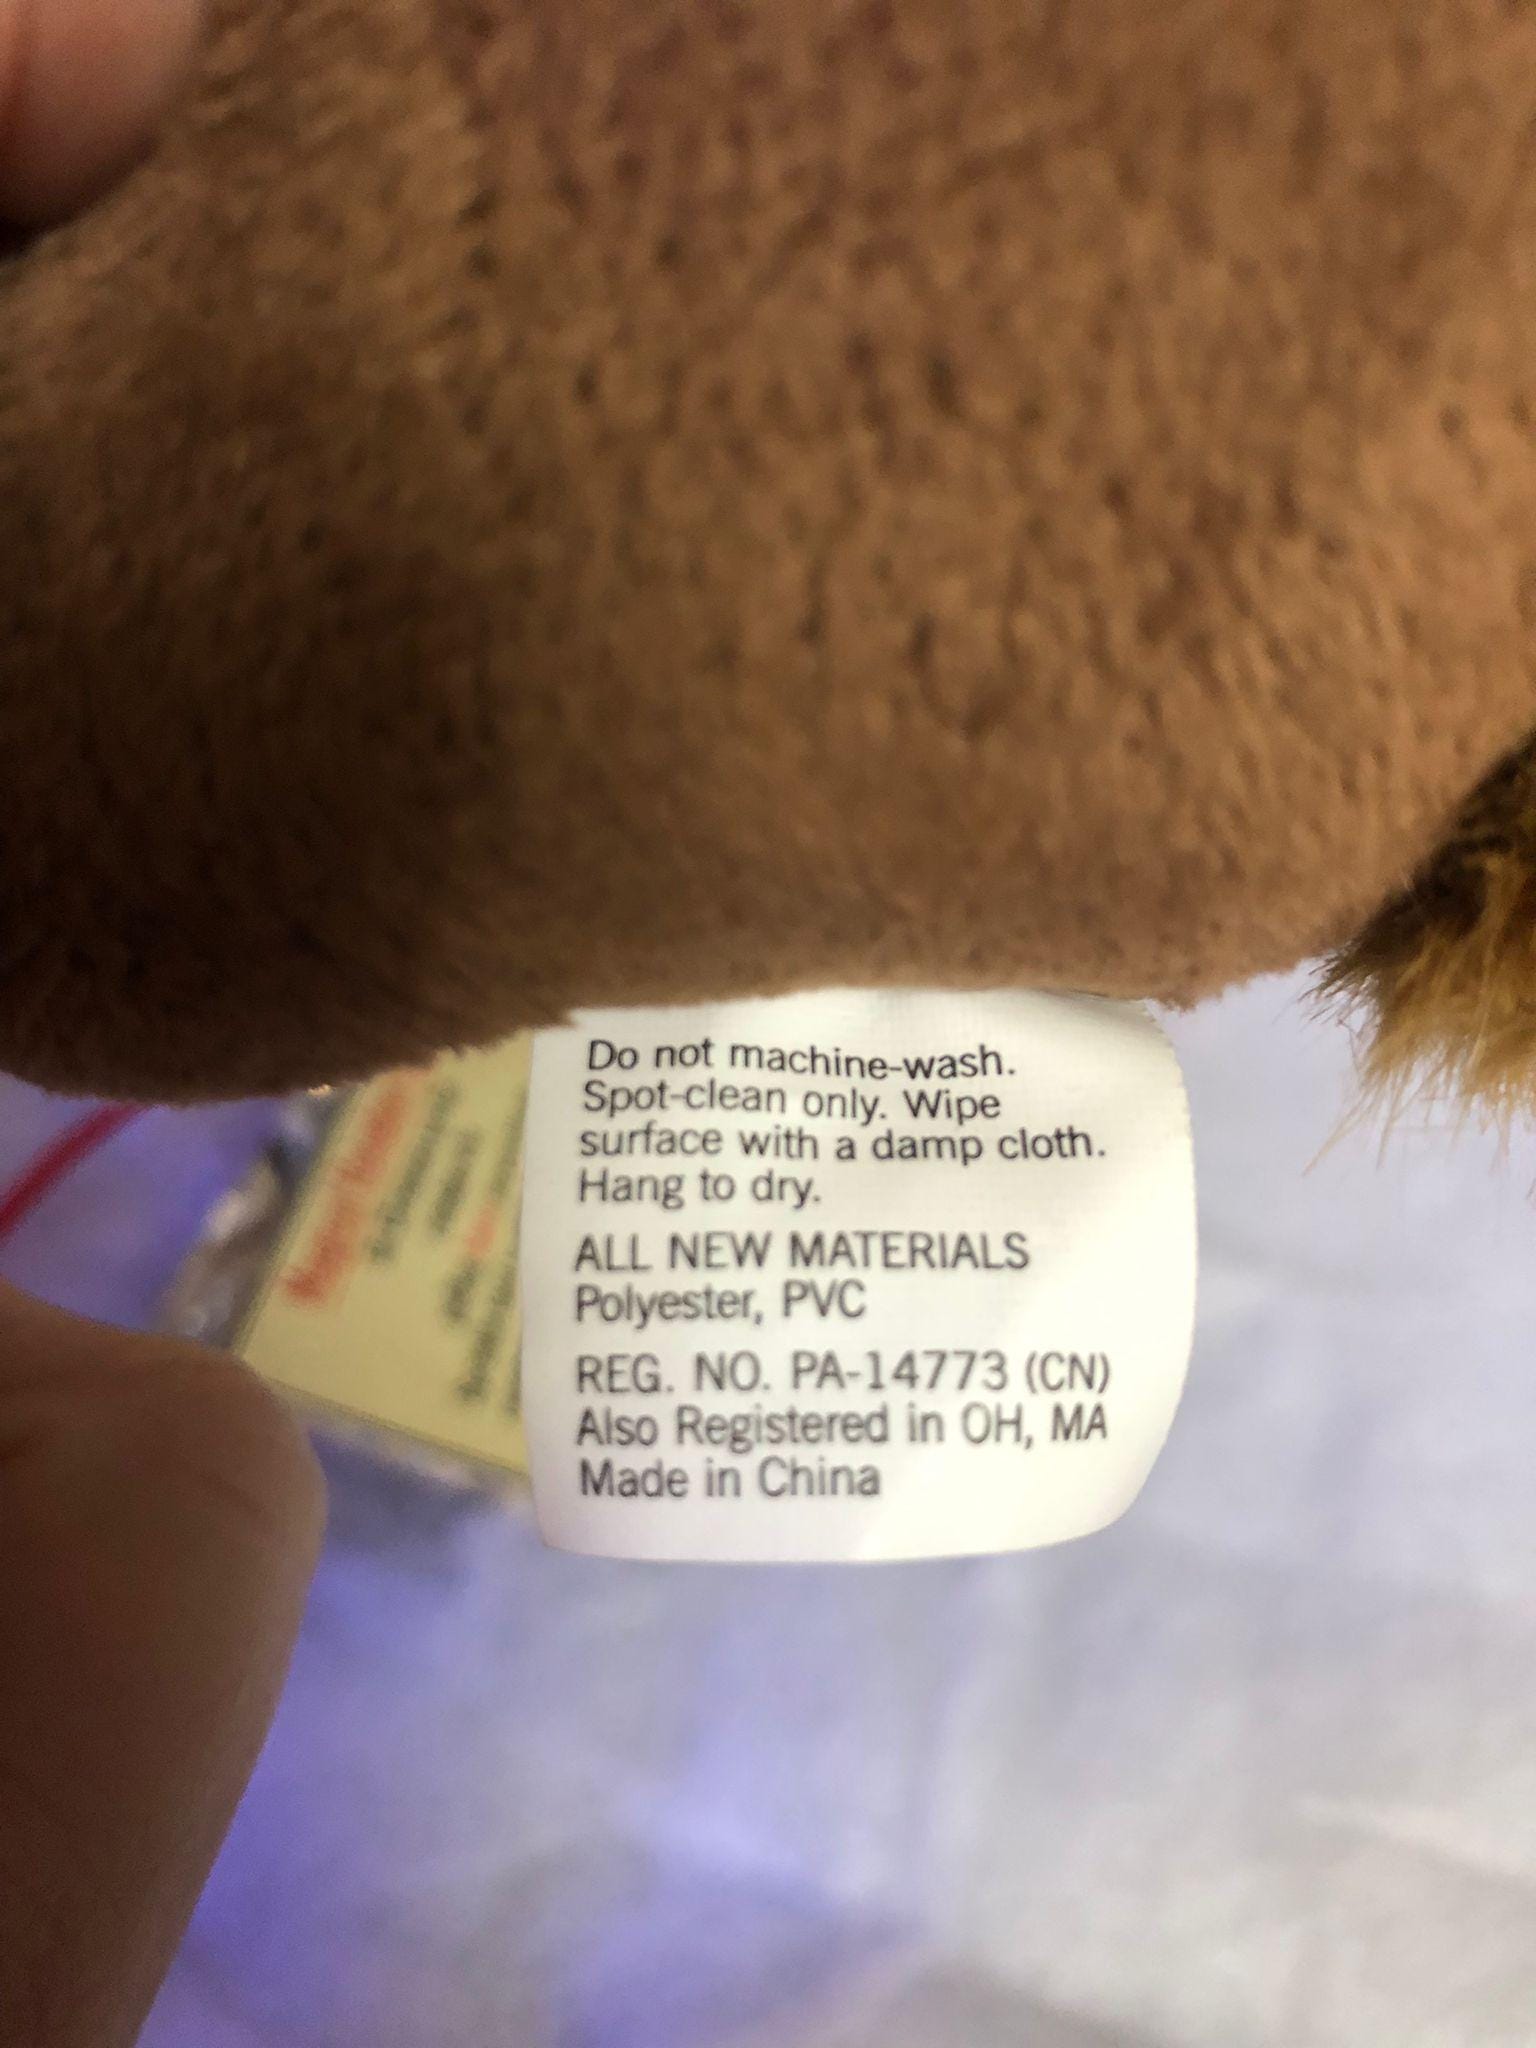 Do not machine-wash.
Spot-clean only. Wipe
surface with a damp cloth.
Hang to dry.
ALL NEW MATERIALS
Polyester, PVC
REG. NO. PA-14773 (CN)
Also Registered in OH, MA
Made in China